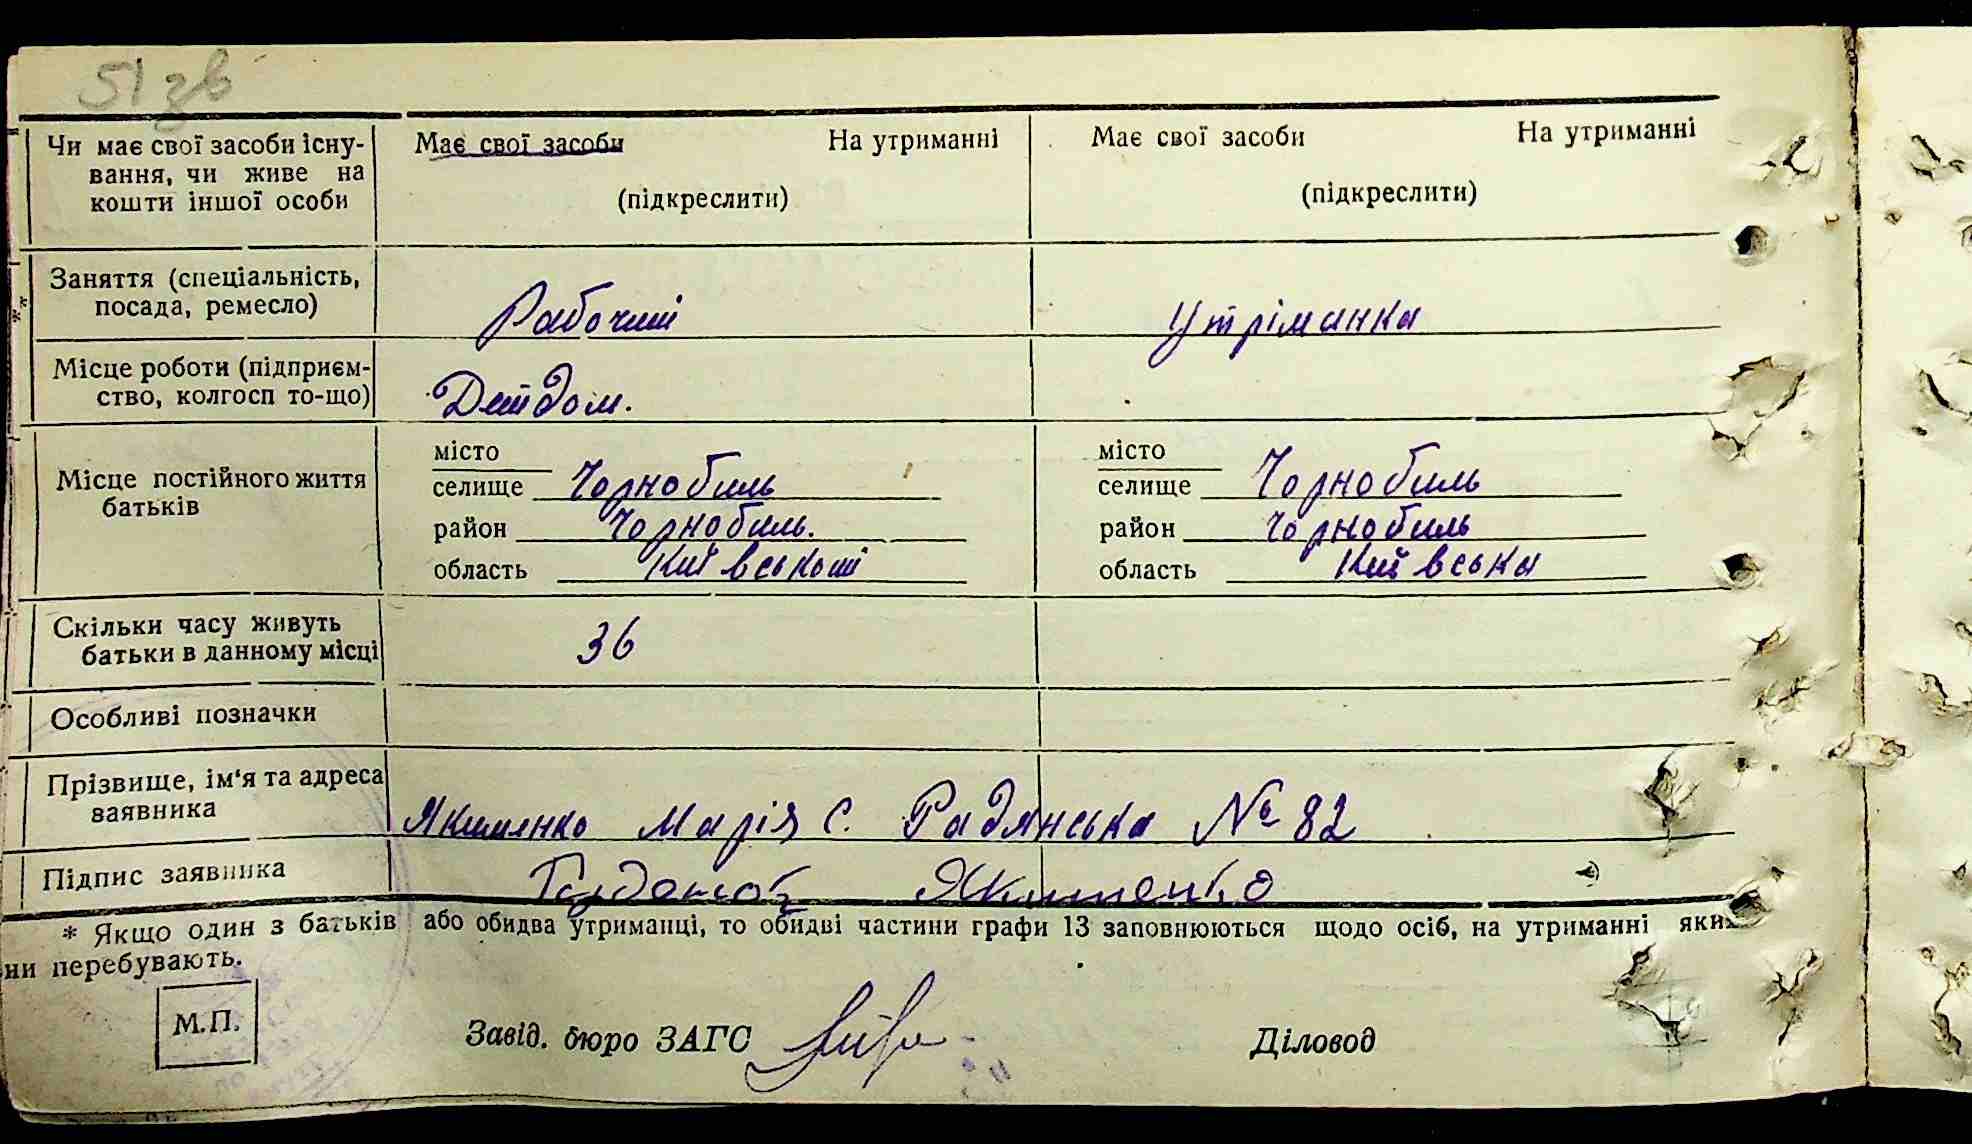 51 зв
Чи має свої засоби існу-
вання, чи живе на
кошти іншої особи
Має свої засоби На утриманні
(підкреслити)
Має свої засоби На утриманні
(підкреслити)
Заняття (спеціальність,
посада, ремесло)
Рабочий
Утріманка
Місце роботи (підприєм-
ство, колгосп то-що)
Дейдом.
Місце постійного життя
батьків
місто
селище Чорнобиль
район Чорнобиль.
область Київський
місто
селище Чорнобиль
район Чорнобиль
область Київська
Скільки часу живуть
батьки в данному місці
36
Особливі позначки
Прізвище, ім'я та адреса
заявника
Якименко Марія С. Радянська № 82
Підпис заявника
Якименко
* Якщо один з батьків або обидва утриманці, то обидві частини графи 13 заповнюються щодо осіб, на утриманні яких
ни перебувають.
М.П.
Завід. бюро ЗАГС
Діловод